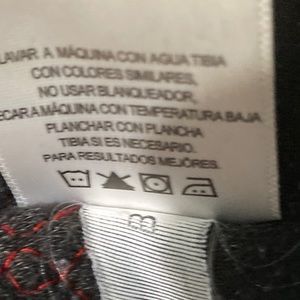 LAVAR A MÁQUINA CON AGUA TIBIA
CON COLORES SIMILARES,
NO USAR BLANQUEADOR,
ECAR A MÁQUINA CON TEMPERATURA BAJA
PLANCHAR CON PLANCHA
TIBIA SI ES NECESARIO.
PARA RESULTADOS MEJORES.